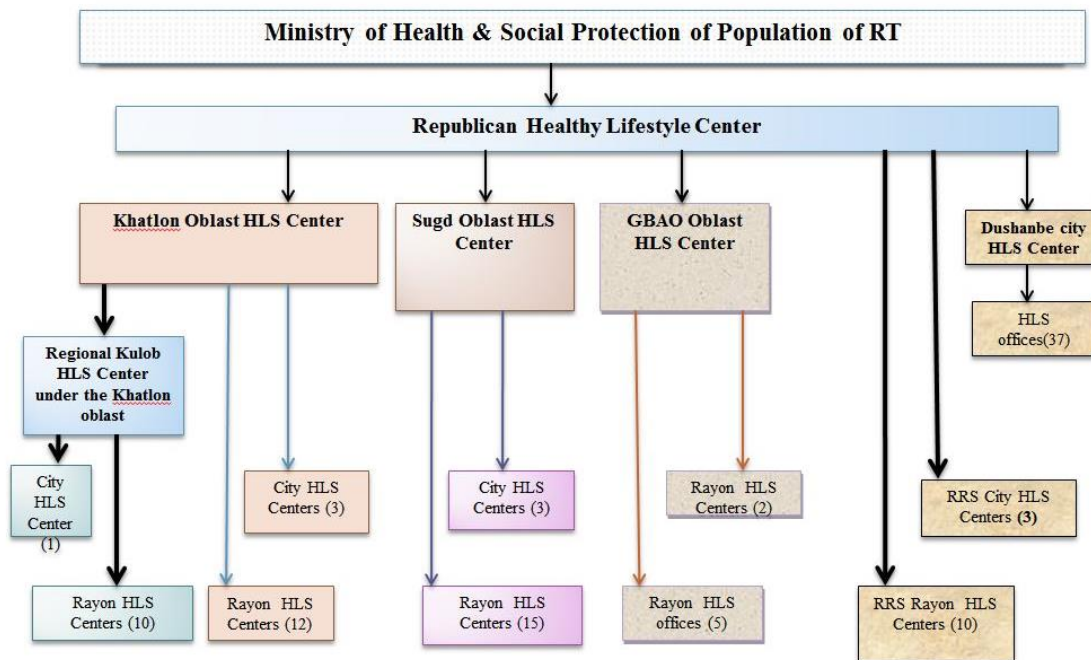 Ministry of Health & Social Protection of Population of RT
Republican Healthy Lifestyle Center
Khatlon Oblast HLS Center
Sugd Oblast HLS
Center
GBAO Oblast
HLS Center
Dushanbe city
HLS Center
HLS
offices(37)
Regional Kulob
HLS Center
under the Khatlon
oblast
City
HLS
Center
(1)
City HLS
Centers (3)
City HLS
Centers (3)
Rayon HLS
Centers (2)
RRS City HLS
Centers (3)
Rayon HLS
Centers (10)
Rayon HLS
Centers (12)
Rayon HLS
Centers (15)
Rayon HLS
offices (5)
RRS Rayon HLS
Centers (10)